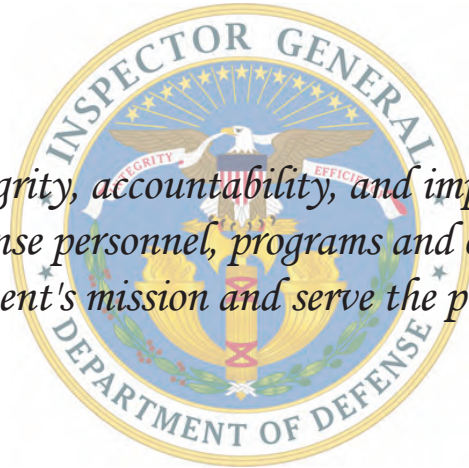 INSPECTOR GENERAL
INTEGRITY
grity, accountability, and imp
nse personnel, programs and
ent's mission and serve the p
DEPARTMENT OF DEFENSE